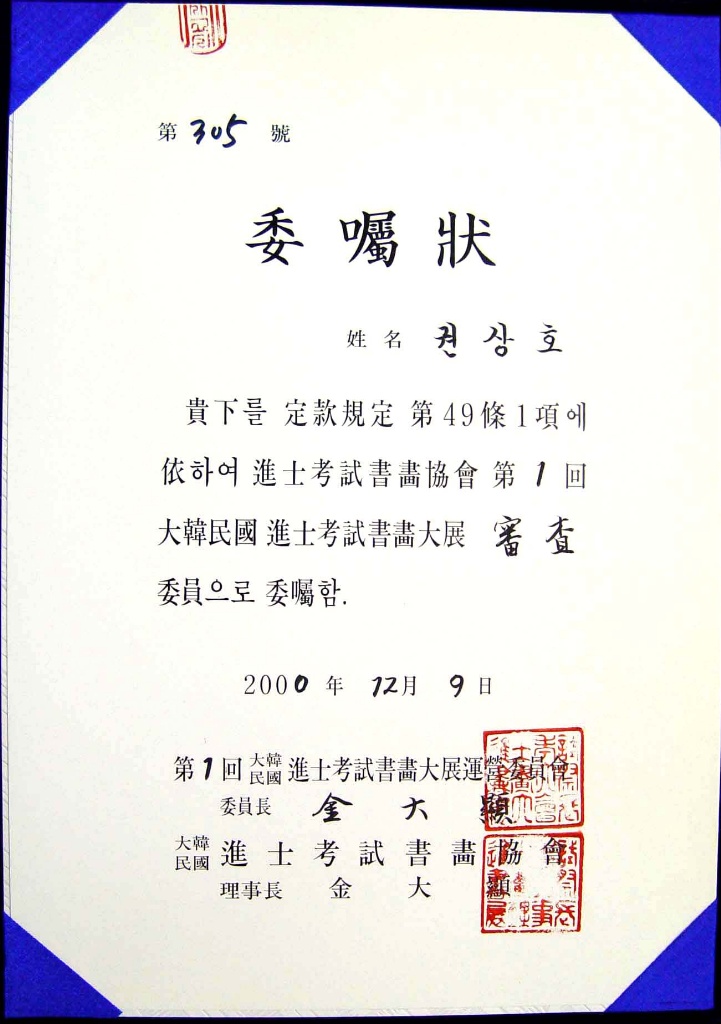 第 305 號
委囑狀
姓名 권상호
貴下를 定款規定 第49條1項에
依하여 進士考試書畵協會 第 1 回
大韓民國 進士考試書畵大展 審査
委員으로 委囑함.
2000 年 12月 9日
第1回 大韓民國 進士考試書畵大展運營委員會
委員長 金大顯
大韓民國 進士考試書畵協會
理事長 金大顯